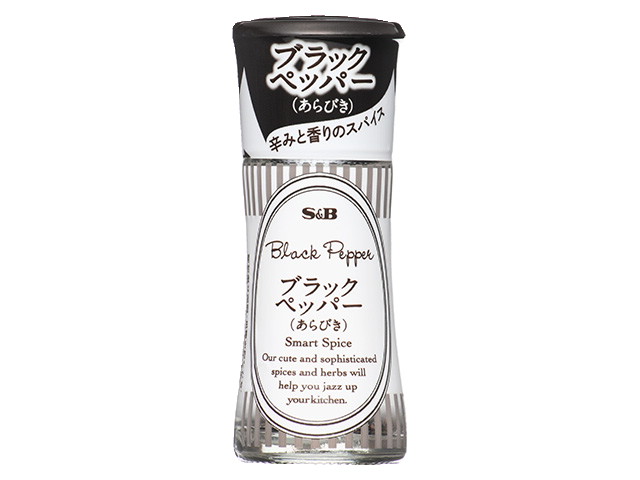 ブラック
ペッパー
(あらびき)
辛みと香りのスパイス
S&B
Black Pepper
ブラック
ペッパー
(あらびき)
Smart Spice
Our cute and sophisticated
spices and herbs will
help you jazz up
your kitchen.